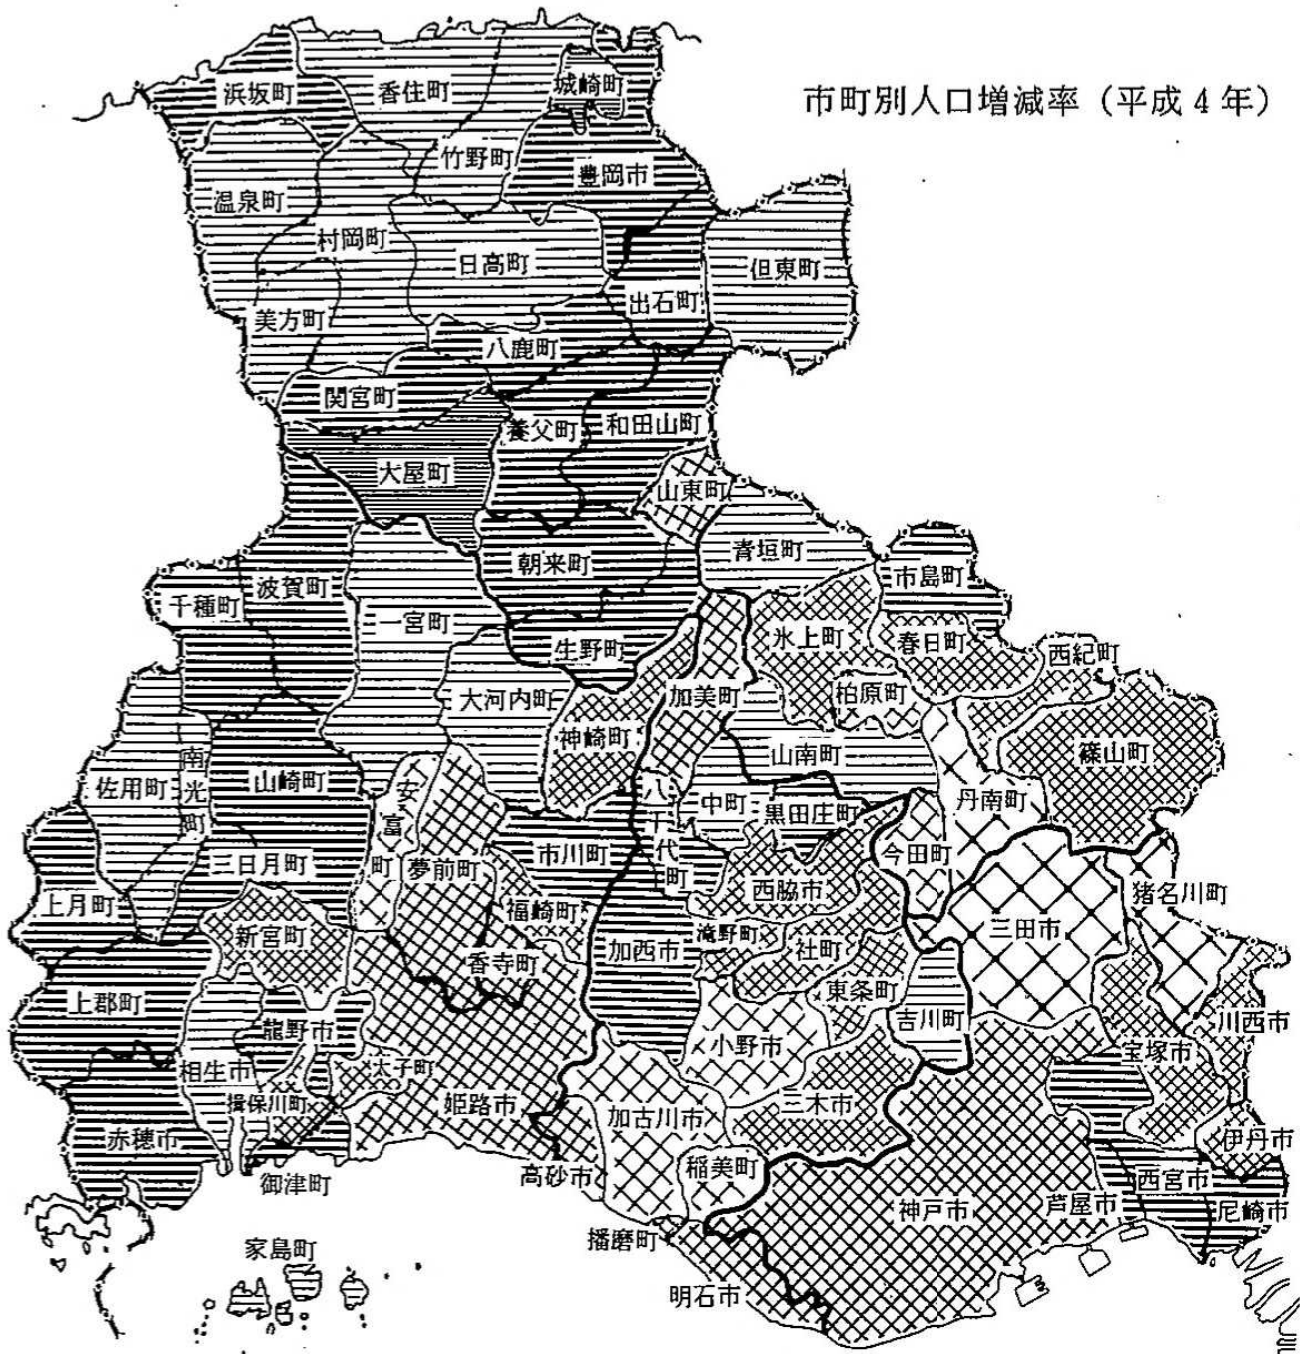 市町別人口増減率（平成4年）
浜坂町
香住町
城崎町
竹野町
豊岡市
温泉町
村岡町
日高町
但東町
美方町
出石町
八鹿町
関宮町
養父町
和田山町
大屋町
山東町
青垣町
朝来町
市島町
波賀町
千種町
一宮町
生野町
氷上町
春日町
西紀町
大河内町
加美町
柏原町
神崎町
山南町
篠山町
南光町
佐用町
山崎町
安富町
八千代町
中町
黒田庄町
丹南町
三日月町
夢前町
市川町
今田町
上月町
西脇市
猪名川町
福崎町
三田市
新宮町
滝野町
社町
加西市
香寺町
東条町
上郡町
吉川町
川西市
龍野市
小野市
宝塚市
相生市
太子町
揖保川町
姫路市
加古川市
三木市
赤穂市
伊丹市
稲美町
高砂市
西宮市
御津町
神戸市
芦屋市
尼崎市
播磨町
家島町
明石市